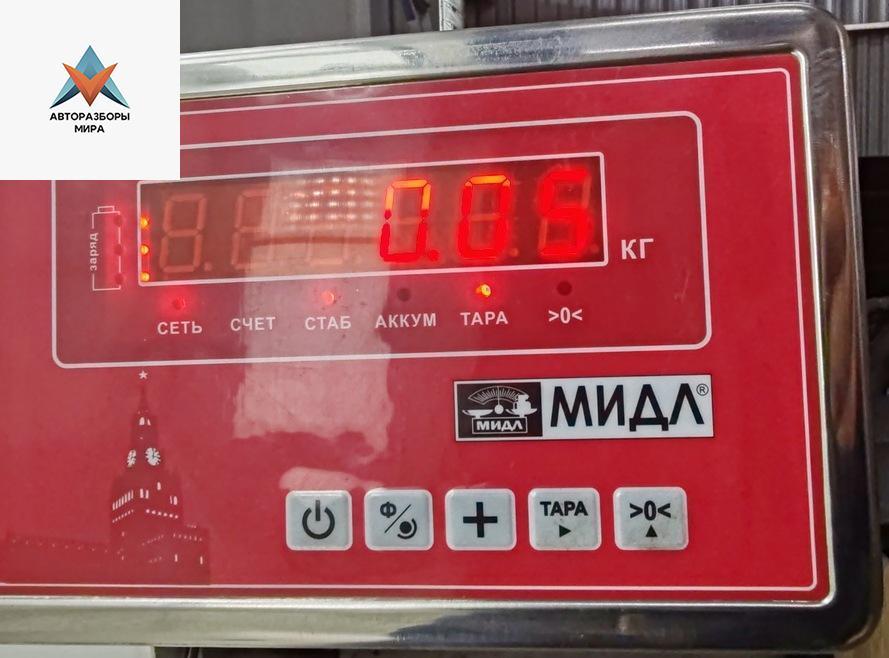 АВТОРАЗБОРЫ
МИРА
заряд
0.05
КГ
СЕТЬ СЧЕТ СТАБ АККУМ ТАРА >0<
МИДЛ
МИДЛ®
Ф/
+
ТАРА
>0<